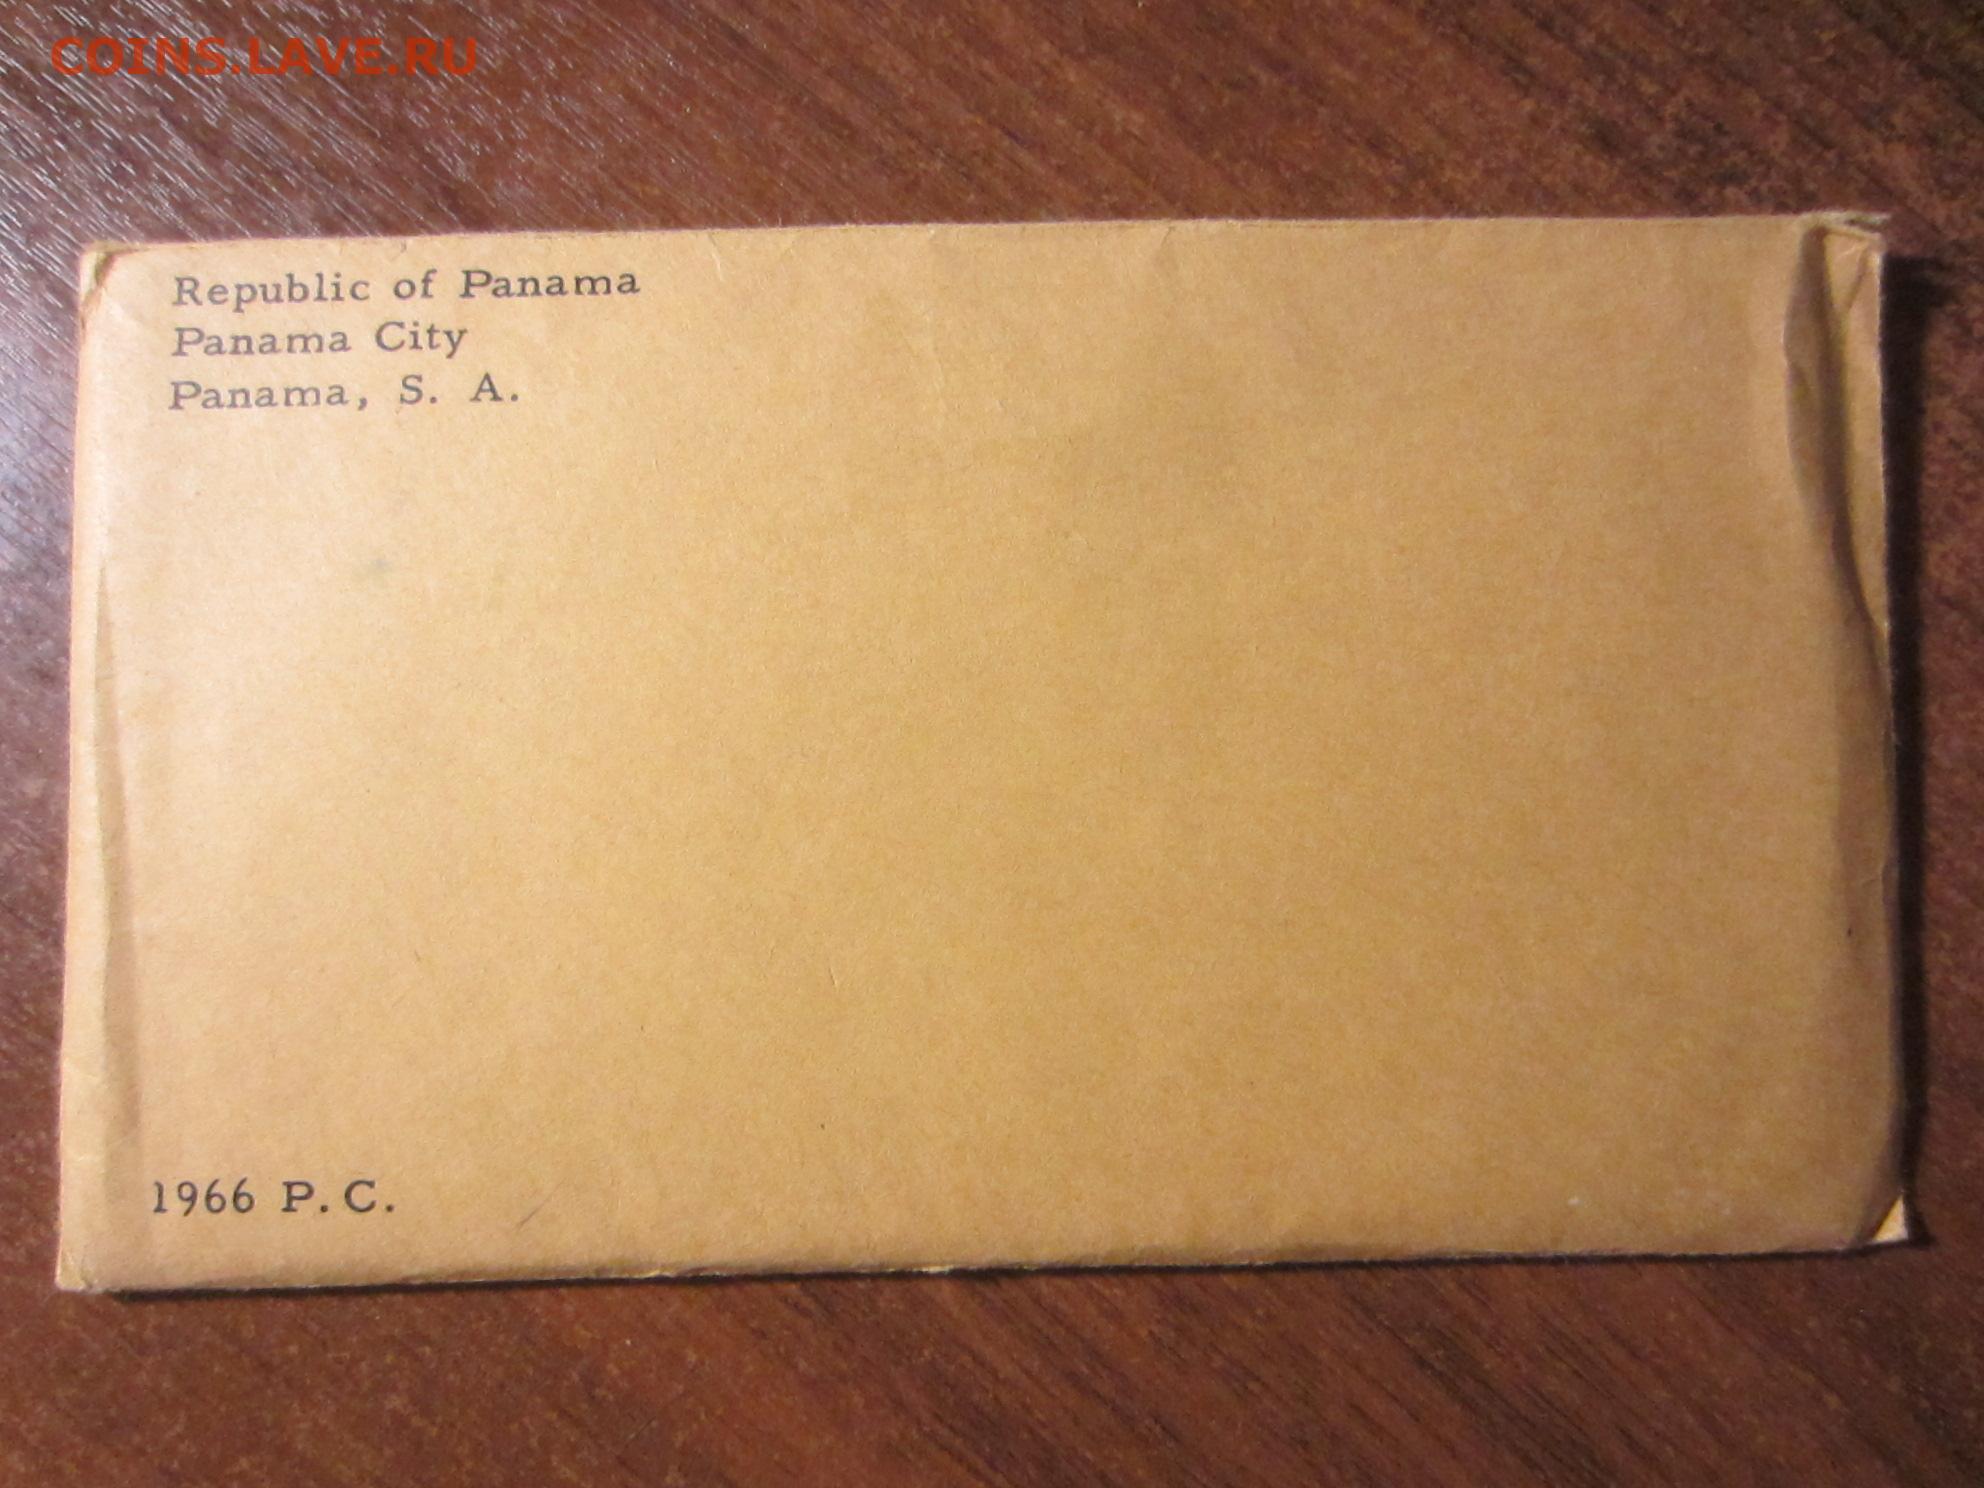 COINS.LAVE.RU
Republic of Panama
Panama City
Panama, S. A.
1966 P. C.